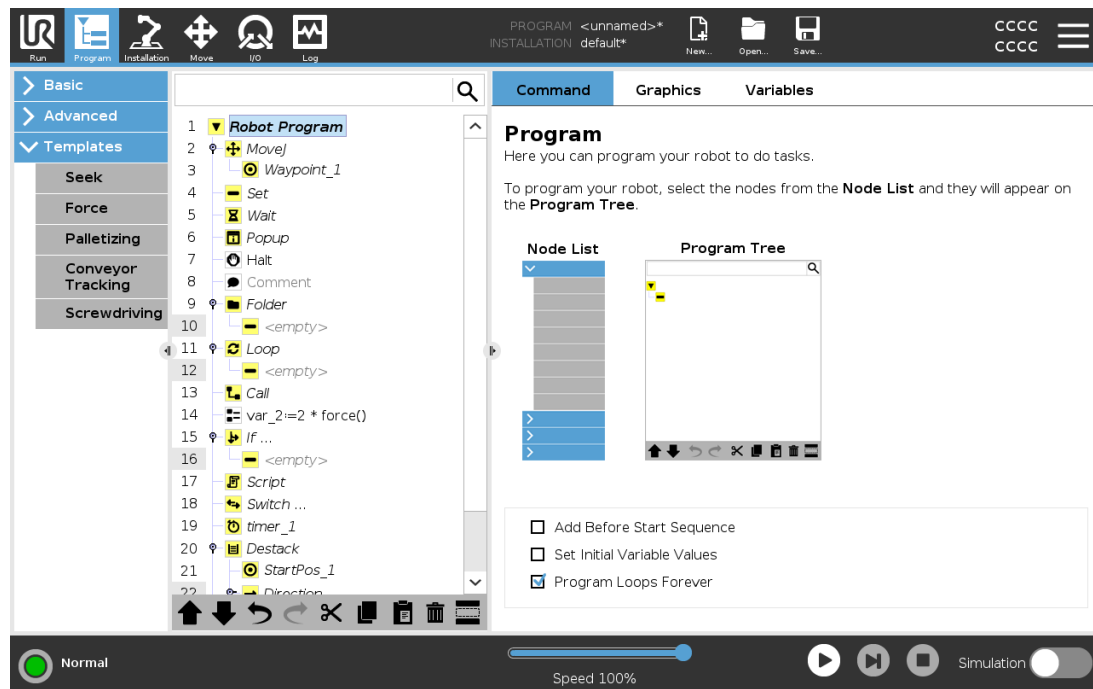 PROGRAM <unnamed>*
INSTALLATION default*
CCCC
CCCC
UR
Run
Program
Installation
Move
I/O
Log
New...
Open...
Save...
Basic
Advanced
Templates
Seek
Force
Palletizing
Conveyor
Tracking
Screwdriving
1 Robot Program
2 MoveJ
3 Waypoint_1
4 Set
5 Wait
6 Popup
7 Halt
8 Comment
9 Folder
10 <empty>
11 Loop
12 <empty>
13 Call
14 var_2:=2 * force()
15 If ...
16 <empty>
17 Script
18 Switch ...
19 timer_1
20 Destack
21 StartPos_1
22 Direction
Command
Graphics
Variables
Program
Here you can program your robot to do tasks.
To program your robot, select the nodes from the Node List and they will appear on
the Program Tree.
Node List
Program Tree
Add Before Start Sequence
Set Initial Variable Values
Program Loops Forever
Normal
Speed 100%
Simulation